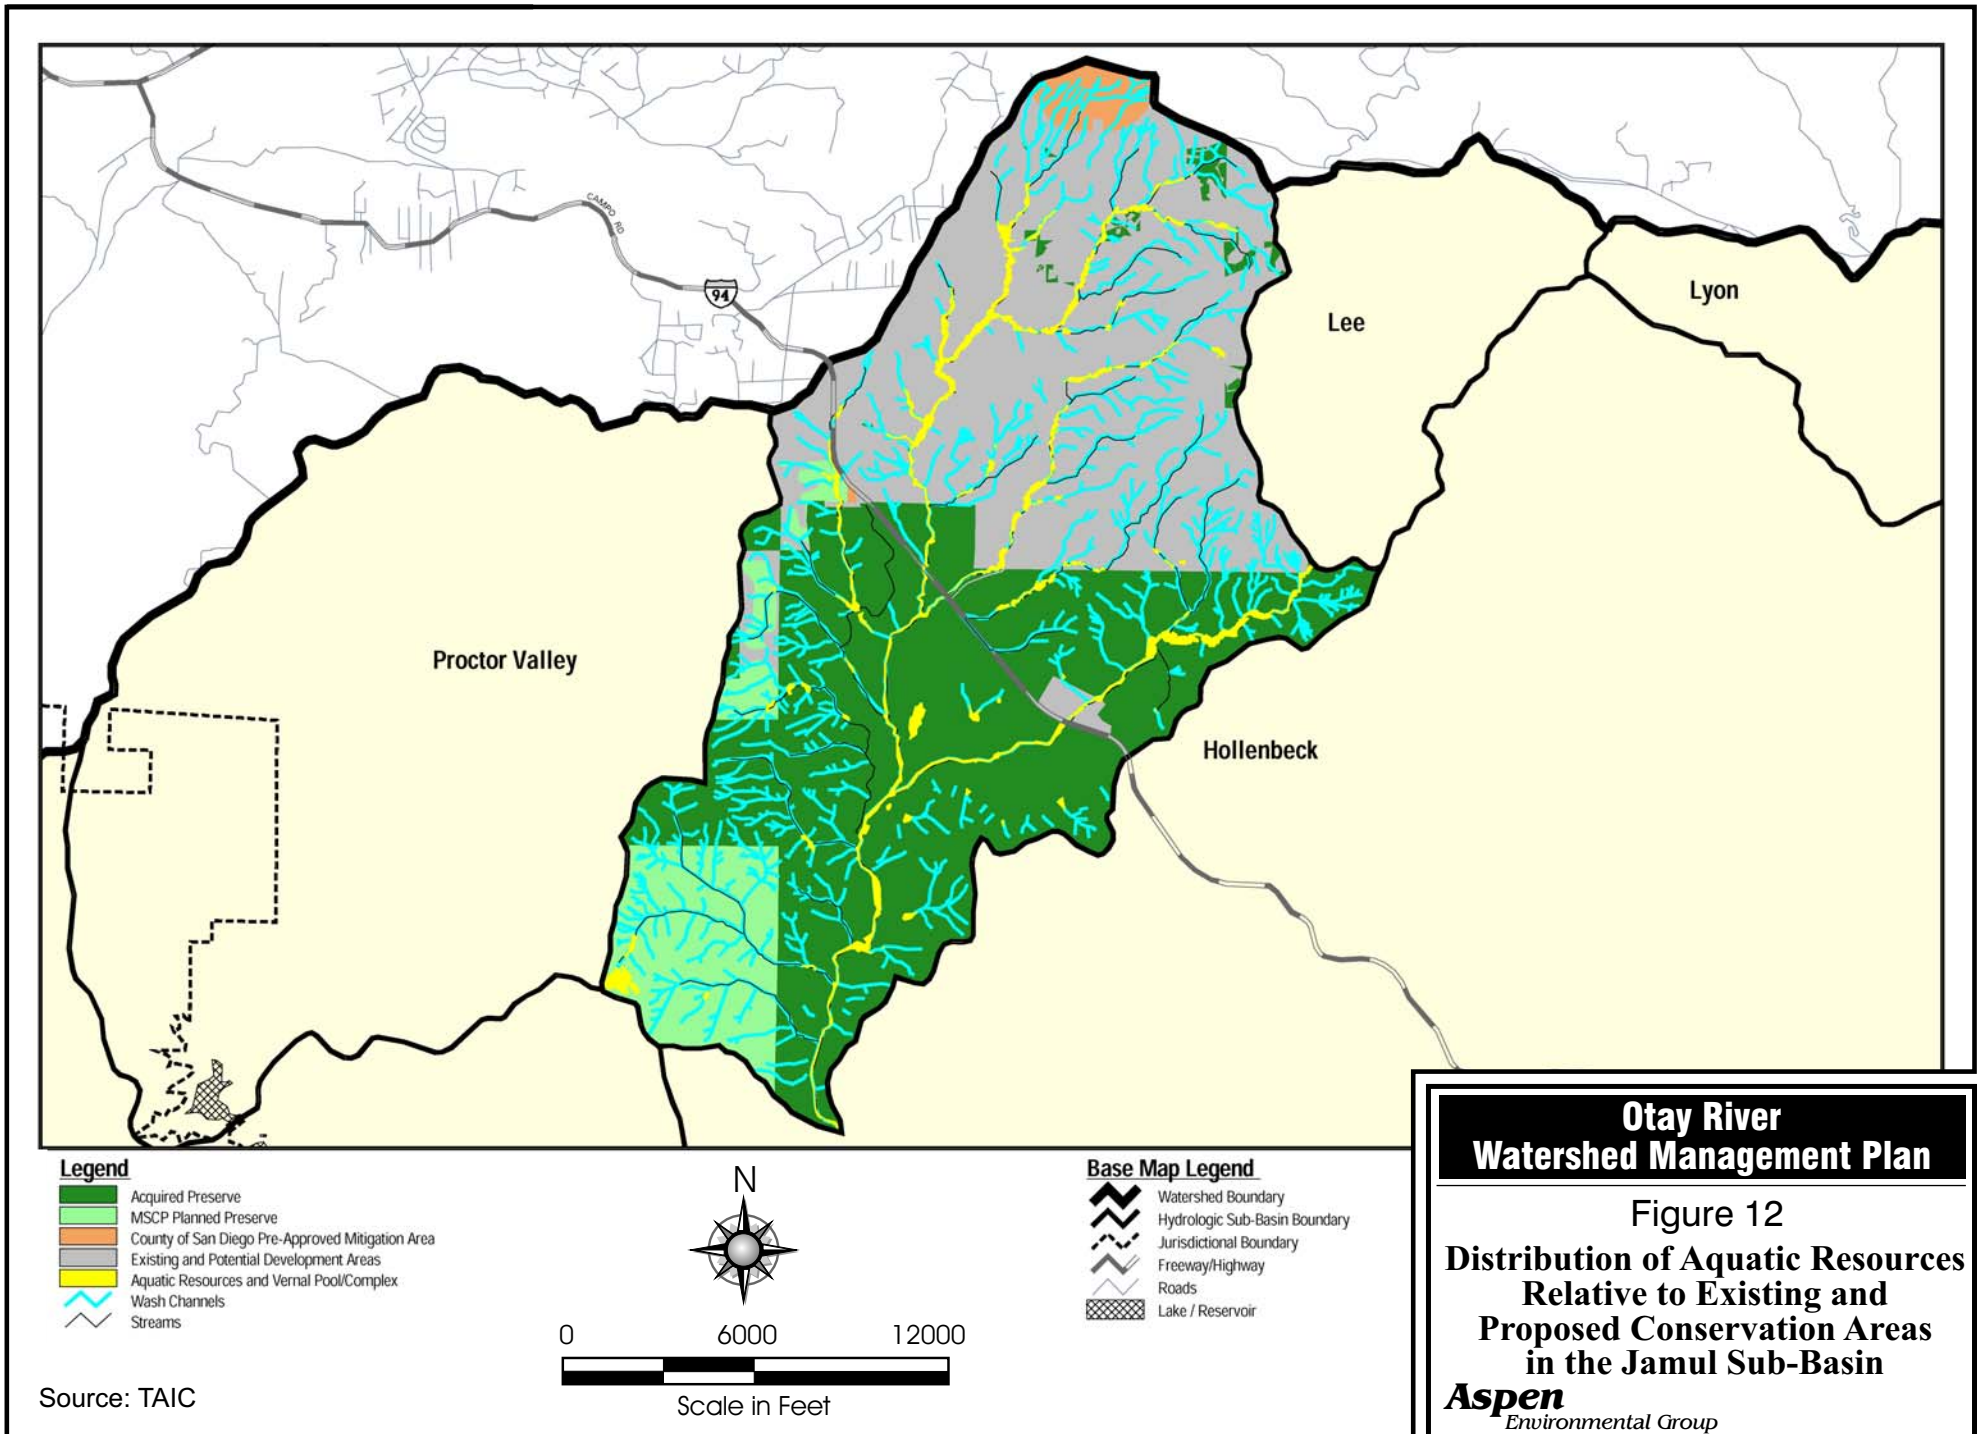 CAMPO RD
94
Lee
Lyon
Proctor Valley
Hollenbeck
Legend
Acquired Preserve
MSCP Planned Preserve
County of San Diego Pre-Approved Mitigation Area
Existing and Potential Development Areas
Aquatic Resources and Vernal Pool/Complex
Wash Channels
Streams
Source: TAIC
N
0 6000 12000
Scale in Feet
Base Map Legend
Watershed Boundary
Hydrologic Sub-Basin Boundary
Jurisdictional Boundary
Freeway/Highway
Roads
Lake / Reservoir
Otay River
Watershed Management Plan
Figure 12
Distribution of Aquatic Resources
Relative to Existing and
Proposed Conservation Areas
in the Jamul Sub-Basin
Aspen
Environmental Group